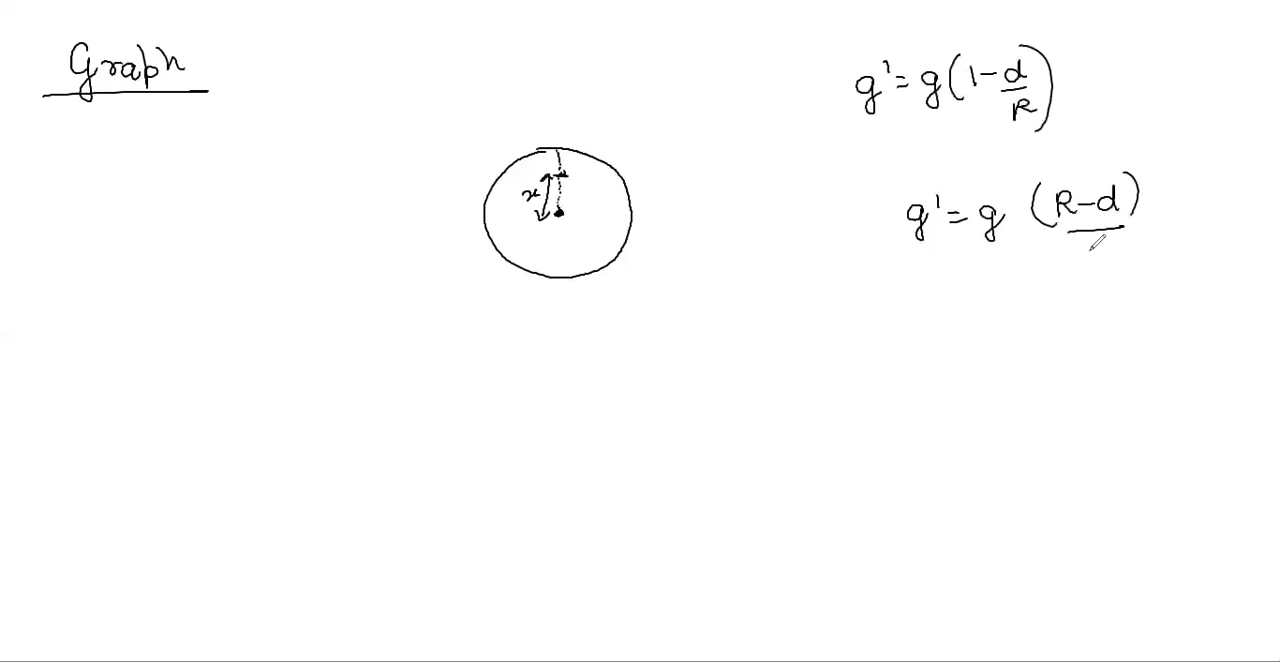 Graph
g' = g(1 - d/R)
x
g' = g (R-d)